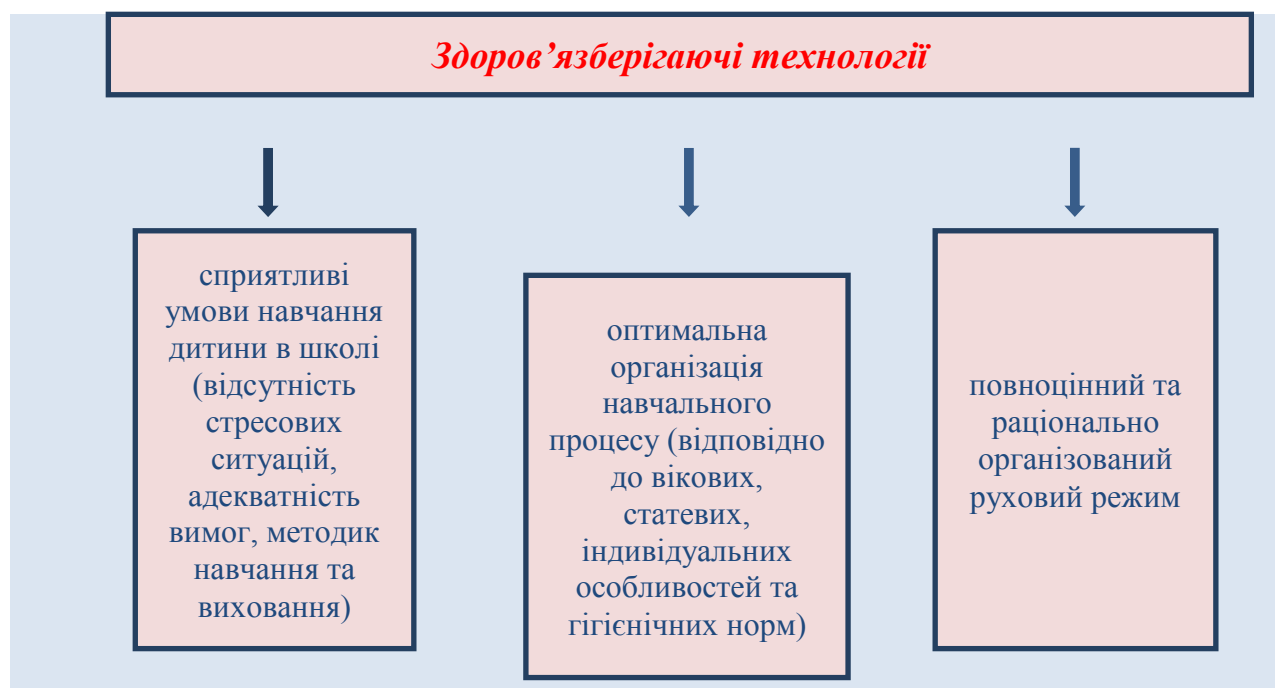 Здоров’язберігаючі технології
сприятливі
умови навчання
дитини в школі
(відсутність
стресових
ситуацій,
адекватність
вимог, методик
навчання та
виховання)
оптимальна
організація
навчального
процесу (відповідно
до вікових,
статевих,
індивідуальних
особливостей та
гігієнічних норм)
повноцінний та
раціонально
організований
руховий режим